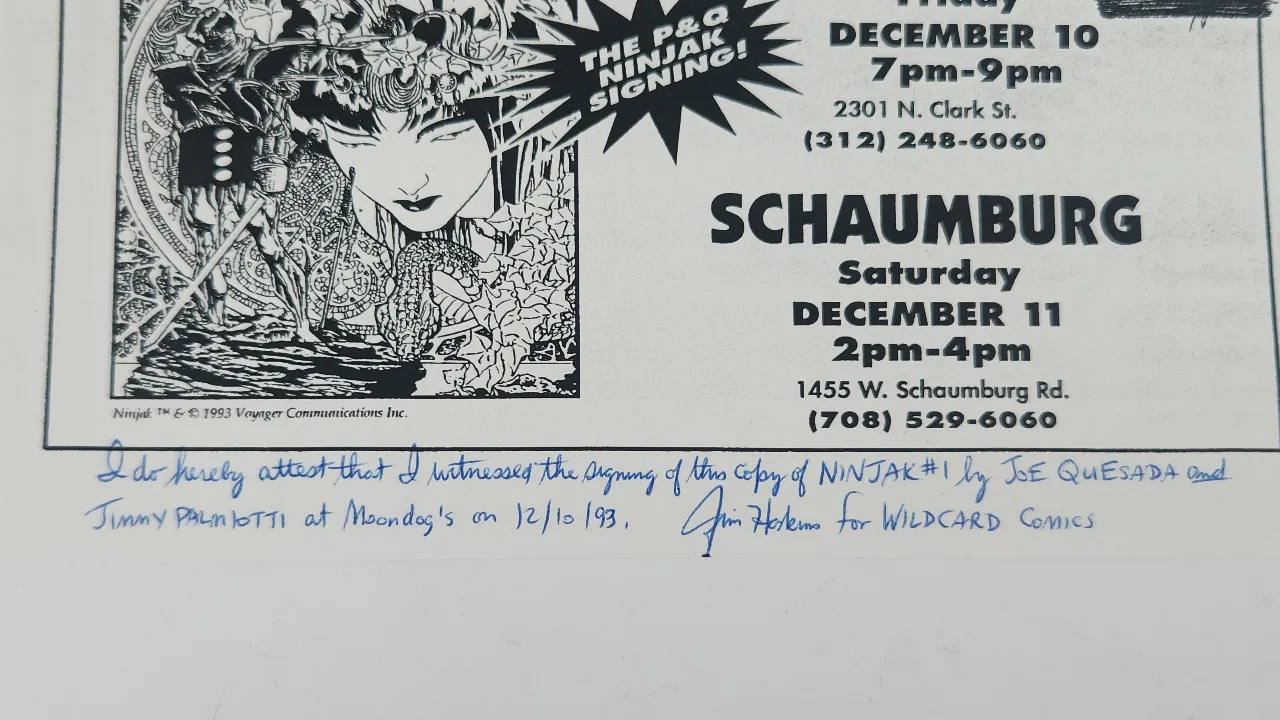 THE P&Q
NINJAK
SIGNING!
Friday
DECEMBER 10
7pm-9pm
2301 N. Clark St.
(312) 248-6060
SCHAUMBURG
Saturday
DECEMBER 11
2pm-4pm
1455 W. Schaumburg Rd.
(708) 529-6060
Ninjak ™ & © 1993 Voyager Communications Inc.
I do hereby attest that I witnessed the signing of this copy of NINJAK #1 by JOE QUESADA and
JIMMY PALMIOTTI at Moondog's on 12/10/93. Jim Hoskins for WILDCARD COMICS